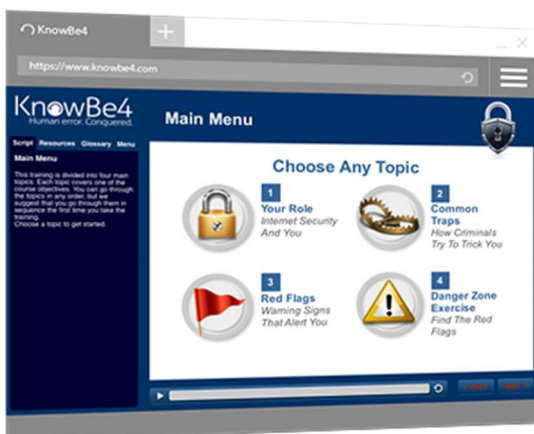 KnowBe4
https://www.knowbe4.com
KnowBe4
Human error. Conquered.
Main Menu
Script Resources Glossary Menu
Main Menu
This training is divided into four main
topics. Each topic covers one of the
course objectives. You can go through
the topics in any order, but we
suggest that you go through them in
sequence the first time you take the
training.
Choose a topic to get started.
Choose Any Topic
1
Your Role
Internet Security
And You
2
Common
Traps
How Criminals
Try To Trick You
3
Red Flags
Warning Signs
That Alert You
4
Danger Zone
Exercise
Find The Red
Flags